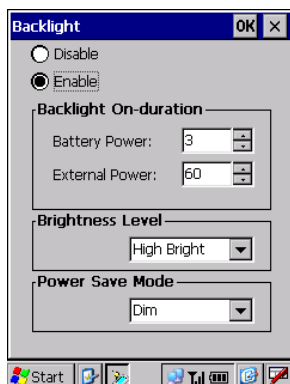 Backlight OK
Disable
Enable
Backlight On-duration
Battery Power: 3
External Power: 60
Brightness Level
High Bright
Power Save Mode
Dim
Start